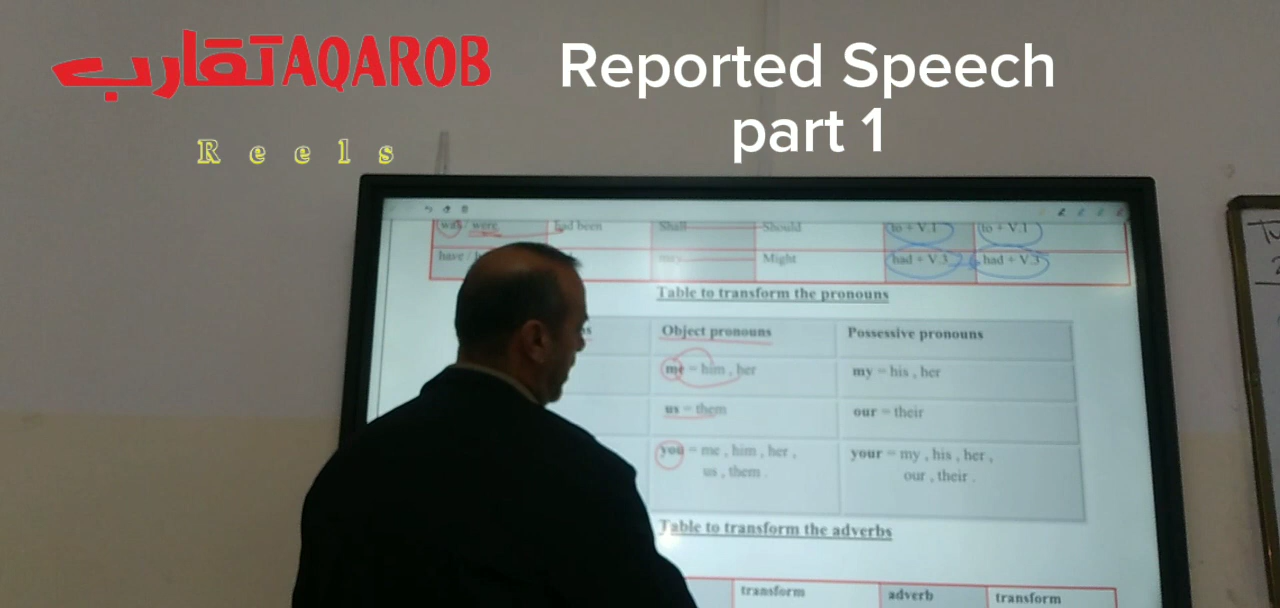 تقارب TAQAROB
Reels
Reported Speech
part 1
was / were had been Shall Should to + V.1 to + V.1
have / may Might had + V.3 had + V.3
Table to transform the pronouns
Object pronouns Possessive pronouns
me = him , her my = his , her
us = them our = their
you = me , him , her , your = my , his , her ,
us , them . our , their .
Table to transform the adverbs
transform adverb transform